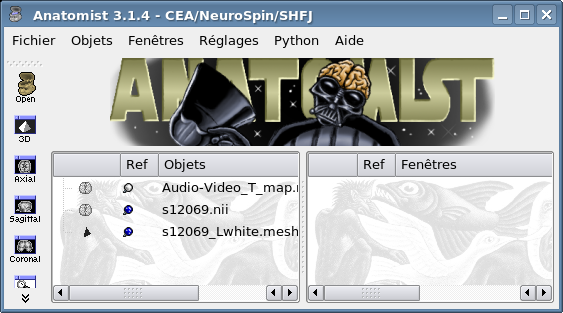 Anatomist 3.1.4 - CEA/NeuroSpin/SHFJ
Fichier Objets Fenêtres Réglages Python Aide
ANATOMIST
Open
3D
Axial
Sagittal
Coronal
Ref Objets
Audio-Video_T_map.
s12069.nii
s12069_Lwhite.mesh
Ref Fenêtres